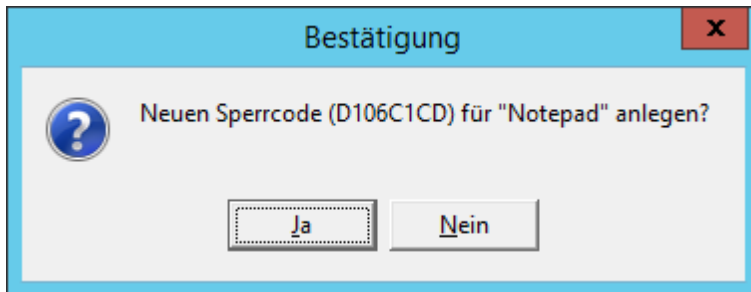 Bestätigung
x
Neuen Sperrcode (D106C1CD) für "Notepad" anlegen?
?
Ja
Nein